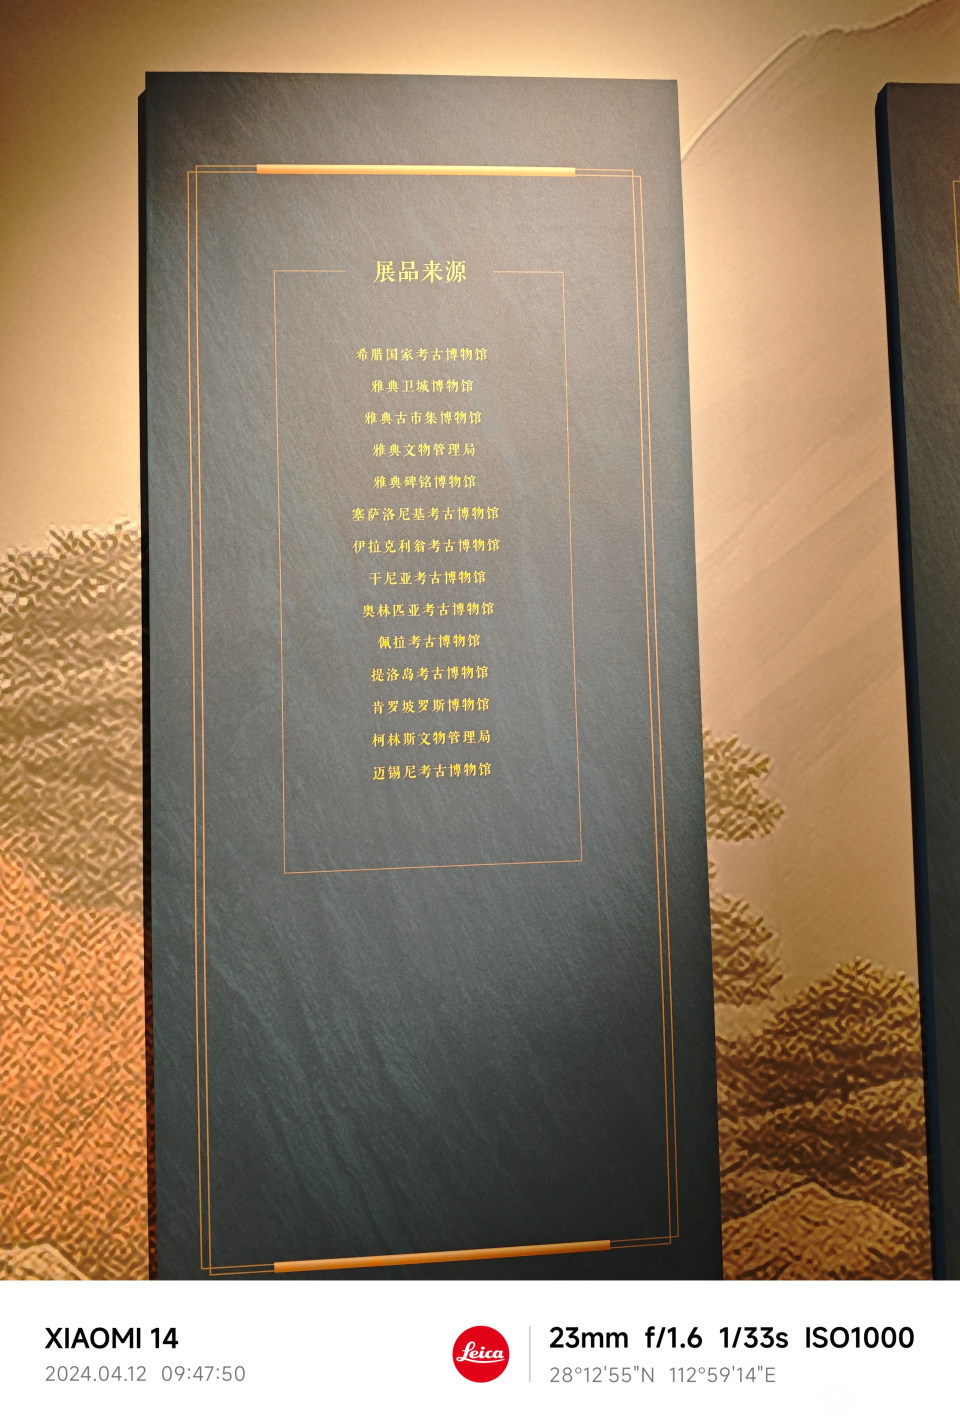 展品来源
希腊国家考古博物馆
雅典卫城博物馆
雅典古市集博物馆
雅典文物管理局
雅典碑铭博物馆
塞萨洛尼基考古博物馆
伊拉克利翁考古博物馆
干尼亚考古博物馆
奥林匹亚考古博物馆
佩拉考古博物馆
提洛岛考古博物馆
肯罗坡罗斯博物馆
柯林斯文物管理局
迈锡尼考古博物馆
XIAOMI 14
2024.04.12 09:47:50
Leica
23mm f/1.6 1/33s ISO1000
28°12'55"N 112°59'14"E